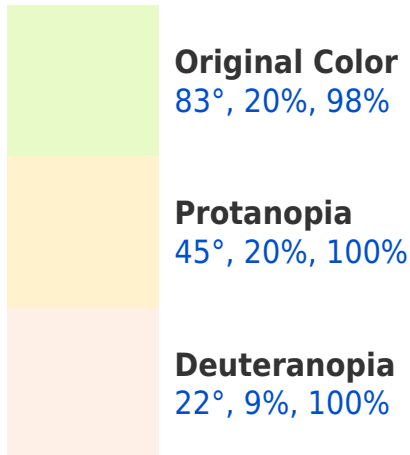 Original Color
83°, 20%, 98%
Protanopia
45°, 20%, 100%
Deuteranopia
22°, 9%, 100%